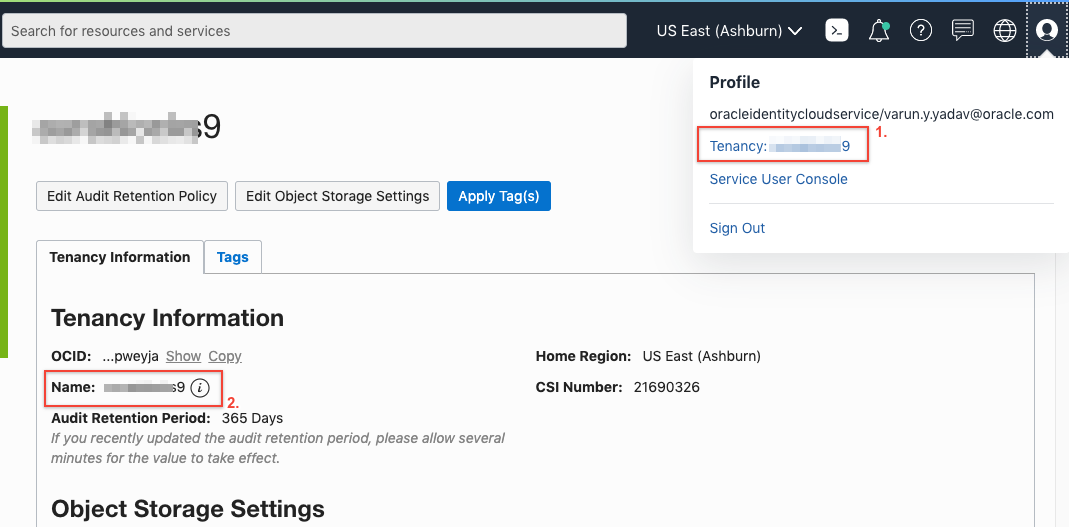 Search for resources and services
US East (Ashburn)
Profile
oracleidentitycloudservice/varun.y.yadav@oracle.com
Tenancy: 9
1.
Service User Console
Sign Out
9
Edit Audit Retention Policy
Edit Object Storage Settings
Apply Tag(s)
Tenancy Information
Tags
Tenancy Information
OCID: ...pweyja Show Copy
Home Region: US East (Ashburn)
Name: s9 i
2.
CSI Number: 21690326
Audit Retention Period: 365 Days
If you recently updated the audit retention period, please allow several
minutes for the value to take effect.
Object Storage Settings